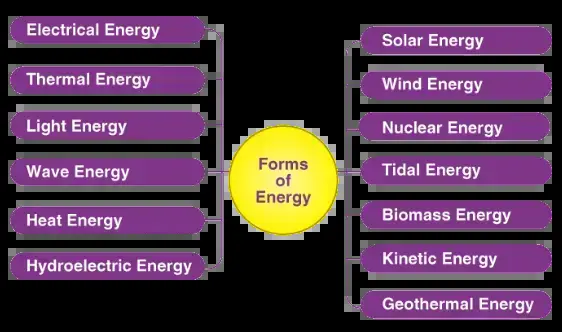 Electrical Energy
Thermal Energy
Light Energy
Wave Energy
Heat Energy
Hydroelectric Energy
Forms
of
Energy
Solar Energy
Wind Energy
Nuclear Energy
Tidal Energy
Biomass Energy
Kinetic Energy
Geothermal Energy